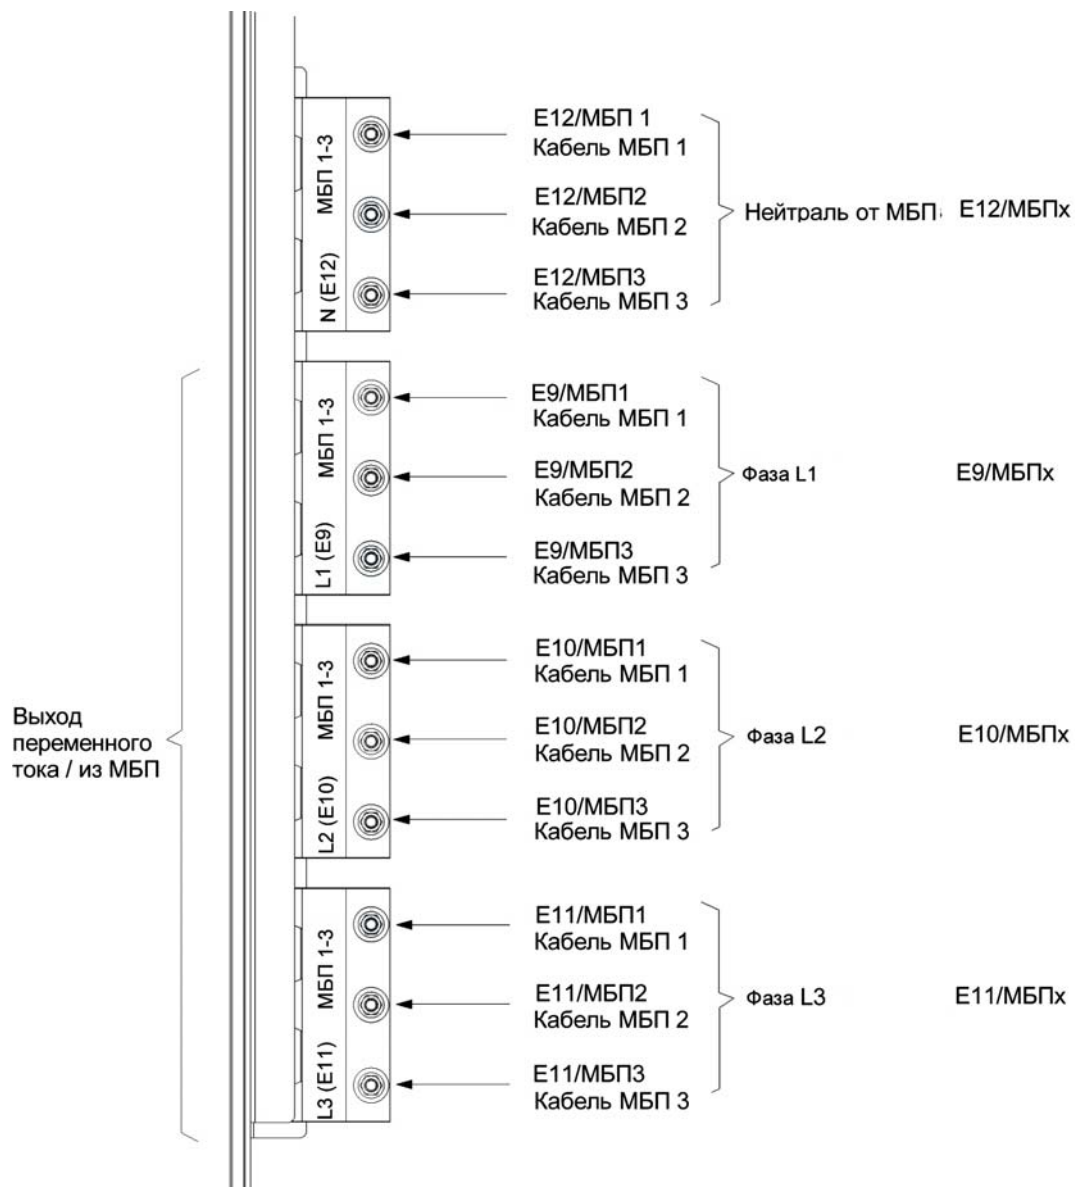 МБП 1-3
N (E12)
E12/МБП 1
Кабель МБП 1
E12/МБП2
Кабель МБП 2
E12/МБП3
Кабель МБП 3
Нейтраль от МБП
E12/МБПx
МБП 1-3
L1 (E9)
E9/МБП1
Кабель МБП 1
E9/МБП2
Кабель МБП 2
E9/МБП3
Кабель МБП 3
Фаза L1
E9/МБПx
Выход
переменного
тока / из МБП
МБП 1-3
L2 (E10)
E10/МБП1
Кабель МБП 1
E10/МБП2
Кабель МБП 2
E10/МБП3
Кабель МБП 3
Фаза L2
E10/МБПx
МБП 1-3
L3 (E11)
E11/МБП1
Кабель МБП 1
E11/МБП2
Кабель МБП 2
E11/МБП3
Кабель МБП 3
Фаза L3
E11/МБПx